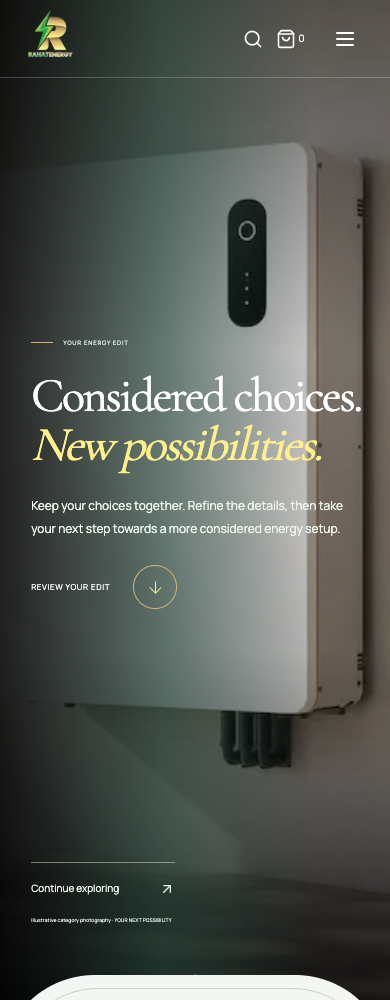 RAHATENERGY
0
YOUR ENERGY EDIT
Considered choices.
New possibilities.
Keep your choices together. Refine the details, then take
your next step towards a more considered energy setup.
REVIEW YOUR EDIT
Continue exploring
Illustrative category photography · YOUR NEXT POSSIBILITY